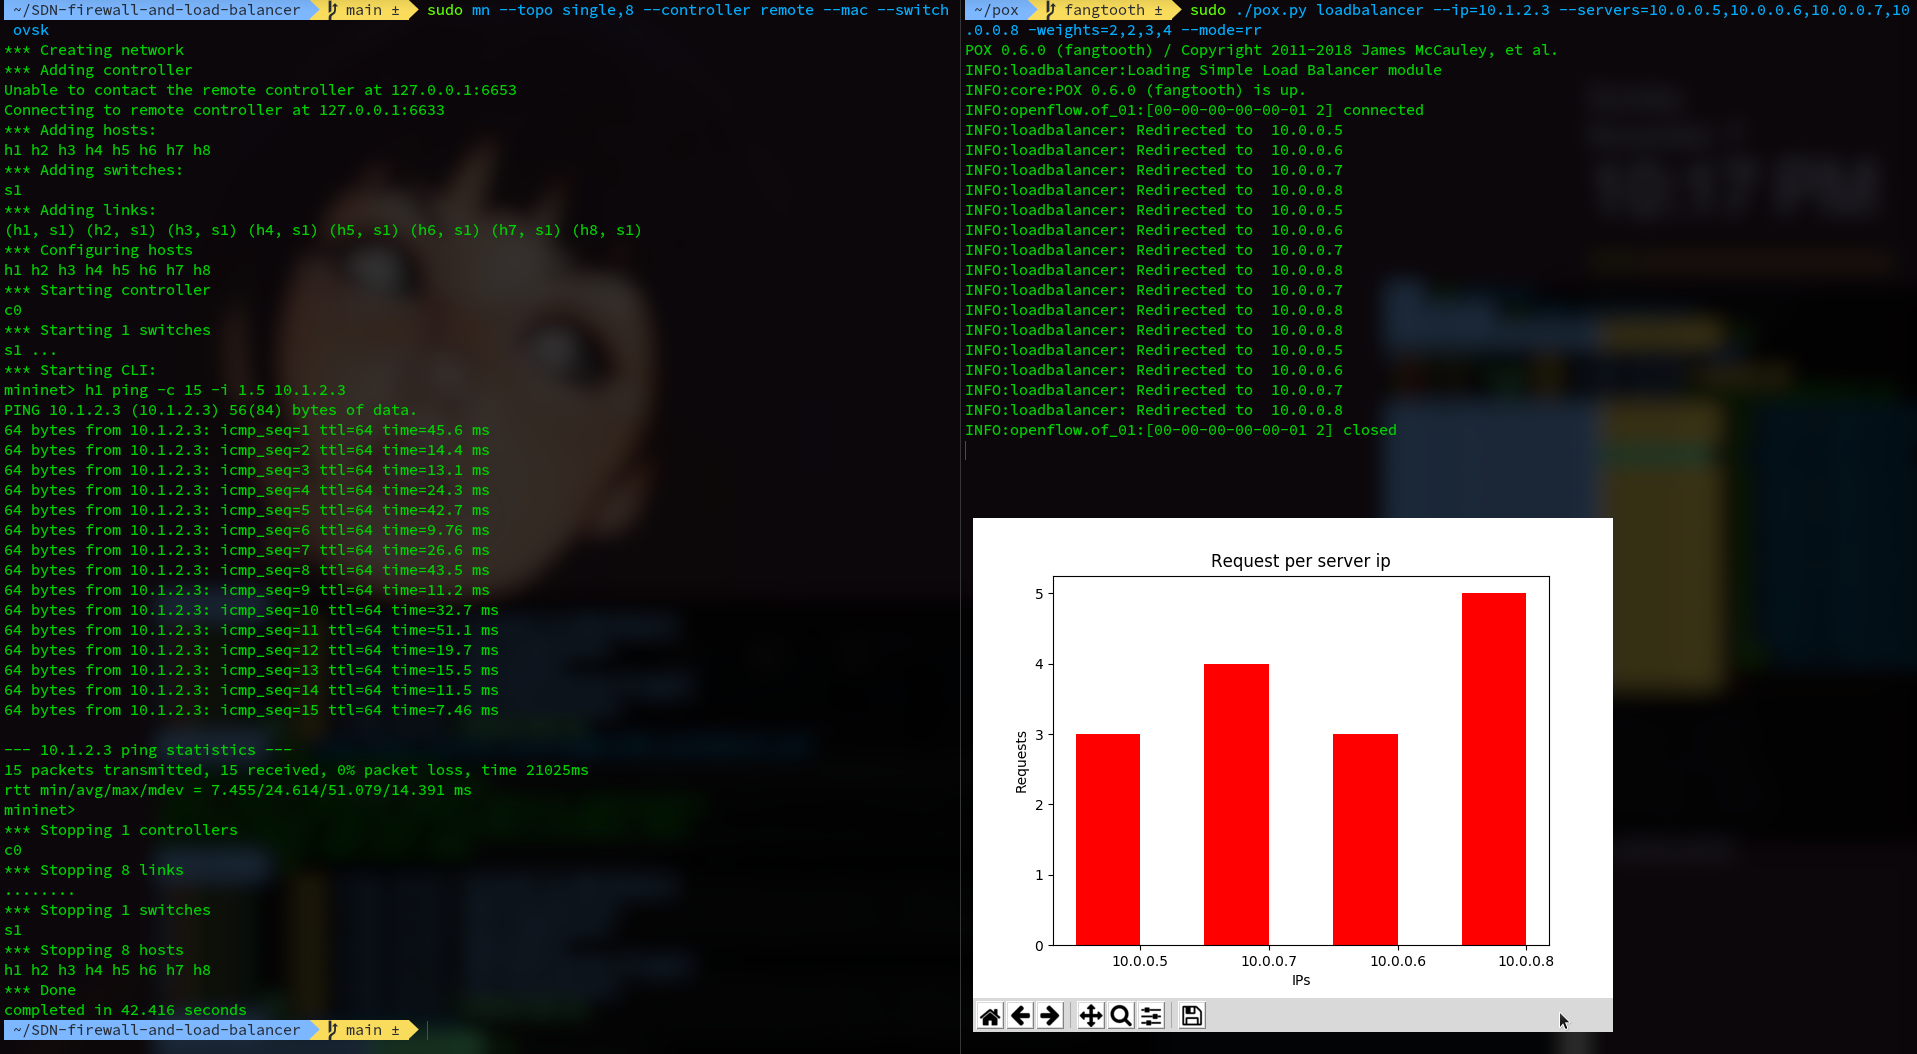 ~/SDN-firewall-and-load-balancer main ± sudo mn --topo single,8 --controller remote --mac --switch
ovsk
*** Creating network
*** Adding controller
Unable to contact the remote controller at 127.0.0.1:6653
Connecting to remote controller at 127.0.0.1:6633
*** Adding hosts:
h1 h2 h3 h4 h5 h6 h7 h8
*** Adding switches:
s1
*** Adding links:
(h1, s1) (h2, s1) (h3, s1) (h4, s1) (h5, s1) (h6, s1) (h7, s1) (h8, s1)
*** Configuring hosts
h1 h2 h3 h4 h5 h6 h7 h8
*** Starting controller
c0
*** Starting 1 switches
s1 ...
*** Starting CLI:
mininet> h1 ping -c 15 -i 1.5 10.1.2.3
PING 10.1.2.3 (10.1.2.3) 56(84) bytes of data.
64 bytes from 10.1.2.3: icmp_seq=1 ttl=64 time=45.6 ms
64 bytes from 10.1.2.3: icmp_seq=2 ttl=64 time=14.4 ms
64 bytes from 10.1.2.3: icmp_seq=3 ttl=64 time=13.1 ms
64 bytes from 10.1.2.3: icmp_seq=4 ttl=64 time=24.3 ms
64 bytes from 10.1.2.3: icmp_seq=5 ttl=64 time=42.7 ms
64 bytes from 10.1.2.3: icmp_seq=6 ttl=64 time=9.76 ms
64 bytes from 10.1.2.3: icmp_seq=7 ttl=64 time=26.6 ms
64 bytes from 10.1.2.3: icmp_seq=8 ttl=64 time=43.5 ms
64 bytes from 10.1.2.3: icmp_seq=9 ttl=64 time=11.2 ms
64 bytes from 10.1.2.3: icmp_seq=10 ttl=64 time=32.7 ms
64 bytes from 10.1.2.3: icmp_seq=11 ttl=64 time=51.1 ms
64 bytes from 10.1.2.3: icmp_seq=12 ttl=64 time=19.7 ms
64 bytes from 10.1.2.3: icmp_seq=13 ttl=64 time=15.5 ms
64 bytes from 10.1.2.3: icmp_seq=14 ttl=64 time=11.5 ms
64 bytes from 10.1.2.3: icmp_seq=15 ttl=64 time=7.46 ms
--- 10.1.2.3 ping statistics ---
15 packets transmitted, 15 received, 0% packet loss, time 21025ms
rtt min/avg/max/mdev = 7.455/24.614/51.079/14.391 ms
mininet>
*** Stopping 1 controllers
c0
*** Stopping 8 links
........
*** Stopping 1 switches
s1
*** Stopping 8 hosts
h1 h2 h3 h4 h5 h6 h7 h8
*** Done
completed in 42.416 seconds
~/SDN-firewall-and-load-balancer main ±
~/pox fangtooth ± sudo ./pox.py loadbalancer --ip=10.1.2.3 --servers=10.0.0.5,10.0.0.6,10.0.0.7,10
.0.0.8 -weights=2,2,3,4 --mode=rr
POX 0.6.0 (fangtooth) / Copyright 2011-2018 James McCauley, et al.
INFO:loadbalancer:Loading Simple Load Balancer module
INFO:core:POX 0.6.0 (fangtooth) is up.
INFO:openflow.of_01:[00-00-00-00-00-01 2] connected
INFO:loadbalancer: Redirected to  10.0.0.5
INFO:loadbalancer: Redirected to  10.0.0.6
INFO:loadbalancer: Redirected to  10.0.0.7
INFO:loadbalancer: Redirected to  10.0.0.8
INFO:loadbalancer: Redirected to  10.0.0.5
INFO:loadbalancer: Redirected to  10.0.0.6
INFO:loadbalancer: Redirected to  10.0.0.7
INFO:loadbalancer: Redirected to  10.0.0.8
INFO:loadbalancer: Redirected to  10.0.0.7
INFO:loadbalancer: Redirected to  10.0.0.8
INFO:loadbalancer: Redirected to  10.0.0.8
INFO:loadbalancer: Redirected to  10.0.0.5
INFO:loadbalancer: Redirected to  10.0.0.6
INFO:loadbalancer: Redirected to  10.0.0.7
INFO:loadbalancer: Redirected to  10.0.0.8
INFO:openflow.of_01:[00-00-00-00-00-01 2] closed
10:17 PM
Request per server ip
5
4
3
2
1
0
Requests
10.0.0.5 10.0.0.7 10.0.0.6 10.0.0.8
IPs